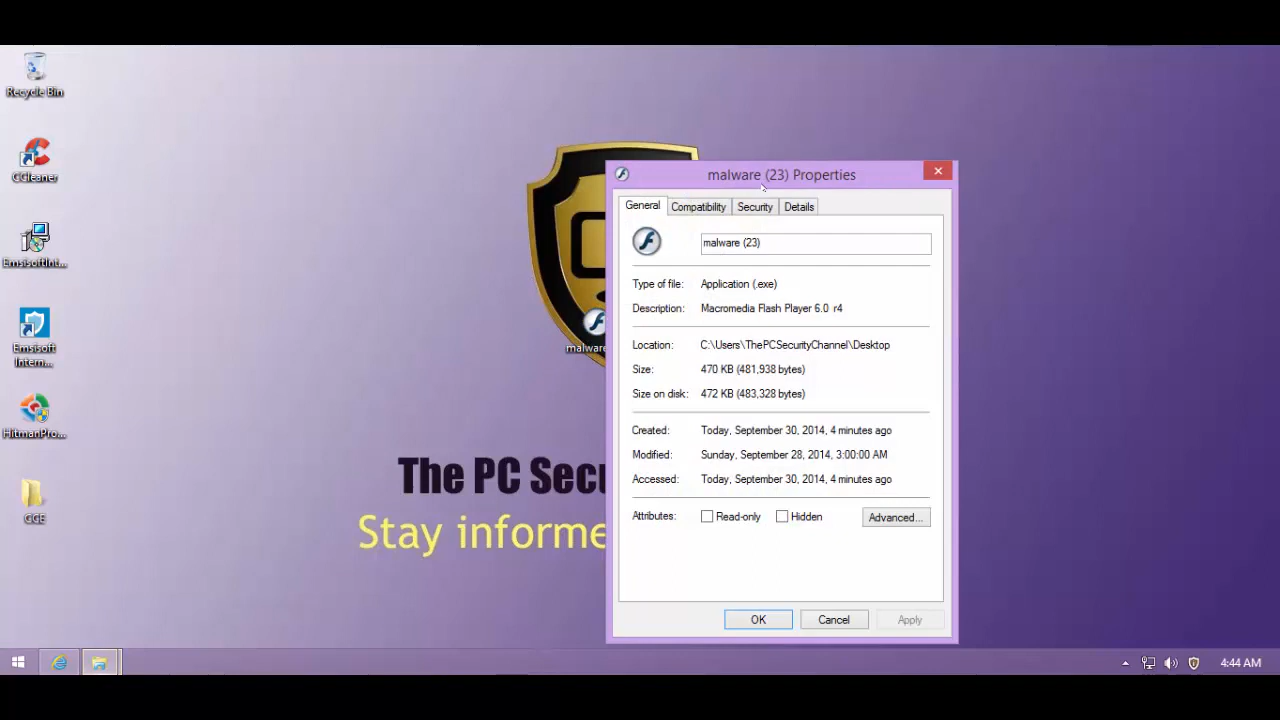 Recycle Bin
CCleaner
EmsisoftInt...
Emsisoft
Intern...
HitmanPro...
CCE
malware
The PC Secu
Stay informe
malware (23) Properties
General Compatibility Security Details
malware (23)
Type of file: Application (.exe)
Description: Macromedia Flash Player 6.0 r4
Location: C:\Users\ThePCSecurityChannel\Desktop
Size: 470 KB (481,938 bytes)
Size on disk: 472 KB (483,328 bytes)
Created: Today, September 30, 2014, 4 minutes ago
Modified: Sunday, September 28, 2014, 3:00:00 AM
Accessed: Today, September 30, 2014, 4 minutes ago
Attributes: Read-only Hidden Advanced...
OK Cancel Apply
4:44 AM